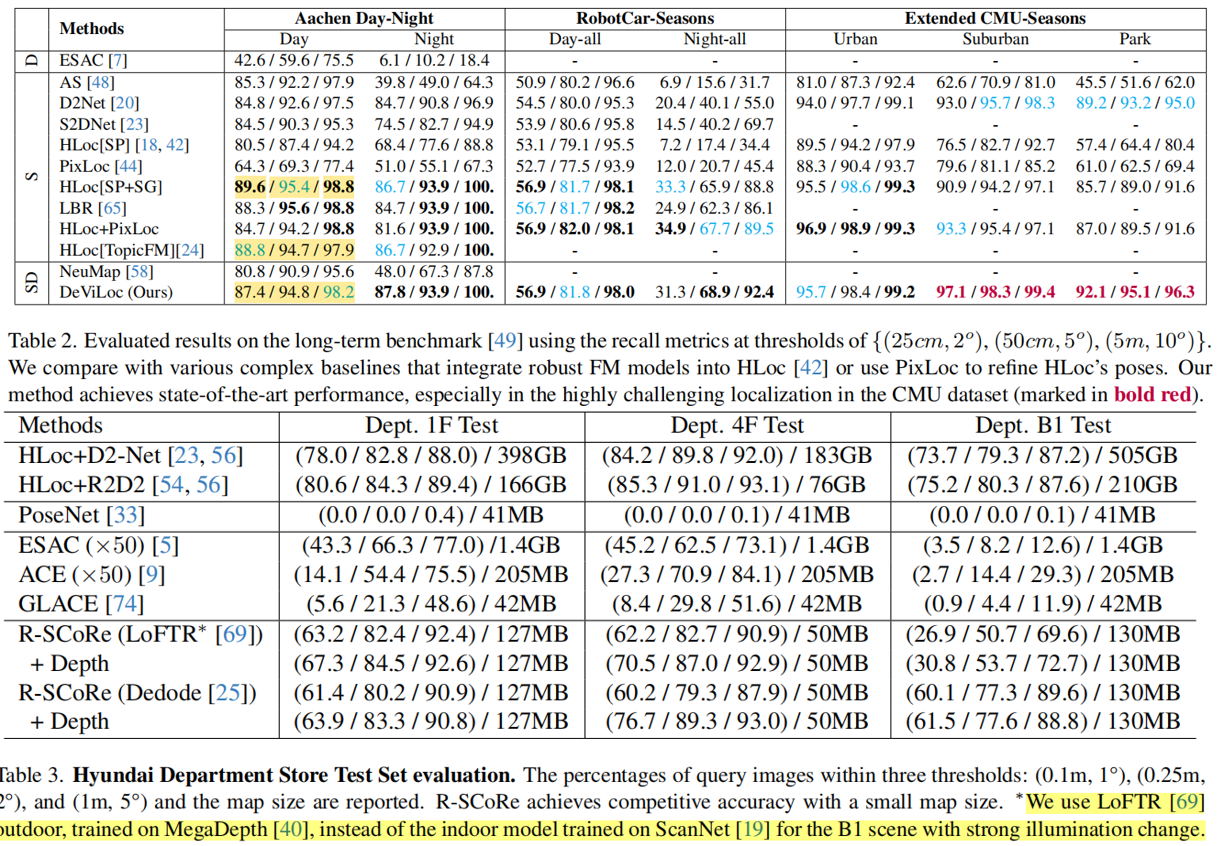 Methods Aachen Day-Night RobotCar-Seasons Extended CMU-Seasons
Day Night Day-all Night-all Urban Suburban Park
D ESAC [7] 42.6 / 59.6 / 75.5 6.1 / 10.2 / 18.4 - - - - -
S AS [48] 85.3 / 92.2 / 97.9 39.8 / 49.0 / 64.3 50.9 / 80.2 / 96.6 6.9 / 15.6 / 31.7 81.0 / 87.3 / 92.4 62.6 / 70.9 / 81.0 45.5 / 51.6 / 62.0
D2Net [20] 84.8 / 92.6 / 97.5 84.7 / 90.8 / 96.9 54.5 / 80.0 / 95.3 20.4 / 40.1 / 55.0 94.0 / 97.7 / 99.1 93.0 / 95.7 / 98.3 89.2 / 93.2 / 95.0
S2DNet [23] 84.5 / 90.3 / 95.3 74.5 / 82.7 / 94.9 53.9 / 80.6 / 95.8 14.5 / 40.2 / 69.7 - - -
HLoc[SP] [18, 42] 80.5 / 87.4 / 94.2 68.4 / 77.6 / 88.8 53.1 / 79.1 / 95.5 7.2 / 17.4 / 34.4 89.5 / 94.2 / 97.9 76.5 / 82.7 / 92.7 57.4 / 64.4 / 80.4
PixLoc [44] 64.3 / 69.3 / 77.4 51.0 / 55.1 / 67.3 52.7 / 77.5 / 93.9 12.0 / 20.7 / 45.4 88.3 / 90.4 / 93.7 79.6 / 81.1 / 85.2 61.0 / 62.5 / 69.4
HLoc[SP+SG] 89.6 / 95.4 / 98.8 86.7 / 93.9 / 100. 56.9 / 81.7 / 98.1 33.3 / 65.9 / 88.8 95.5 / 98.6 / 99.3 90.9 / 94.2 / 97.1 85.7 / 89.0 / 91.6
LBR [65] 88.3 / 95.6 / 98.8 84.7 / 93.9 / 100. 56.7 / 81.7 / 98.2 24.9 / 62.3 / 86.1 - - -
HLoc+PixLoc 84.7 / 94.2 / 98.8 81.6 / 93.9 / 100. 56.9 / 82.0 / 98.1 34.9 / 67.7 / 89.5 96.9 / 98.9 / 99.3 93.3 / 95.4 / 97.1 87.0 / 89.5 / 91.6
HLoc[TopicFM][24] 88.8 / 94.7 / 97.9 86.7 / 92.9 / 100. - - - - -
SD NeuMap [58] 80.8 / 90.9 / 95.6 48.0 / 67.3 / 87.8 - - - - -
DeViLoc (Ours) 87.4 / 94.8 / 98.2 87.8 / 93.9 / 100. 56.9 / 81.8 / 98.0 31.3 / 68.9 / 92.4 95.7 / 98.4 / 99.2 97.1 / 98.3 / 99.4 92.1 / 95.1 / 96.3
Table 2. Evaluated results on the long-term benchmark [49] using the recall metrics at thresholds of {(25cm, 2°), (50cm, 5°), (5m, 10°)}.
We compare with various complex baselines that integrate robust FM models into HLoc [42] or use PixLoc to refine HLoc's poses. Our
method achieves state-of-the-art performance, especially in the highly challenging localization in the CMU dataset (marked in bold red).
Methods Dept. 1F Test Dept. 4F Test Dept. B1 Test
HLoc+D2-Net [23, 56] (78.0 / 82.8 / 88.0) / 398GB (84.2 / 89.8 / 92.0) / 183GB (73.7 / 79.3 / 87.2) / 505GB
HLoc+R2D2 [54, 56] (80.6 / 84.3 / 89.4) / 166GB (85.3 / 91.0 / 93.1) / 76GB (75.2 / 80.3 / 87.6) / 210GB
PoseNet [33] (0.0 / 0.0 / 0.4) / 41MB (0.0 / 0.0 / 0.1) / 41MB (0.0 / 0.0 / 0.1) / 41MB
ESAC (×50) [5] (43.3 / 66.3 / 77.0) /1.4GB (45.2 / 62.5 / 73.1) / 1.4GB (3.5 / 8.2 / 12.6) / 1.4GB
ACE (×50) [9] (14.1 / 54.4 / 75.5) / 205MB (27.3 / 70.9 / 84.1) / 205MB (2.7 / 14.4 / 29.3) / 205MB
GLACE [74] (5.6 / 21.3 / 48.6) / 42MB (8.4 / 29.8 / 51.6) / 42MB (0.9 / 4.4 / 11.9) / 42MB
R-SCoRe (LoFTR* [69]) (63.2 / 82.4 / 92.4) / 127MB (62.2 / 82.7 / 90.9) / 50MB (26.9 / 50.7 / 69.6) / 130MB
+ Depth (67.3 / 84.5 / 92.6) / 127MB (70.5 / 87.0 / 92.9) / 50MB (30.8 / 53.7 / 72.7) / 130MB
R-SCoRe (Dedode [25]) (61.4 / 80.2 / 90.9) / 127MB (60.2 / 79.3 / 87.9) / 50MB (60.1 / 77.3 / 89.6) / 130MB
+ Depth (63.9 / 83.3 / 90.8) / 127MB (76.7 / 89.3 / 93.0) / 50MB (61.5 / 77.6 / 88.8) / 130MB
Table 3. Hyundai Department Store Test Set evaluation. The percentages of query images within three thresholds: (0.1m, 1°), (0.25m,
2°), and (1m, 5°) and the map size are reported. R-SCoRe achieves competitive accuracy with a small map size. *We use LoFTR [69]
outdoor, trained on MegaDepth [40], instead of the indoor model trained on ScanNet [19] for the B1 scene with strong illumination change.